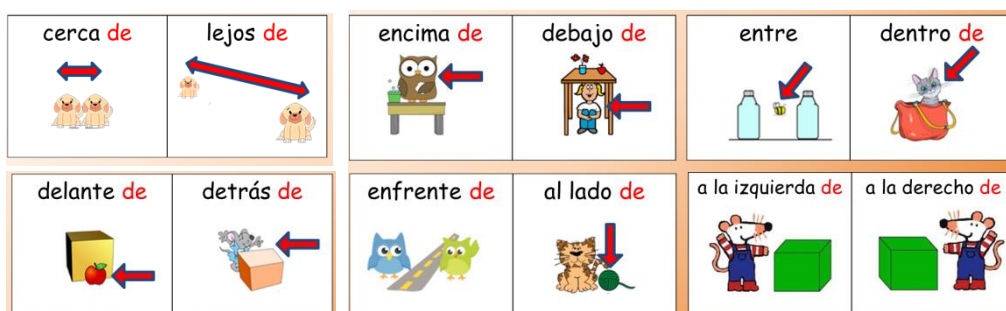 cerca de
lejos de
encima de
debajo de
entre
dentro de
delante de
detrás de
enfrente de
al lado de
a la izquierda de
a la derecho de